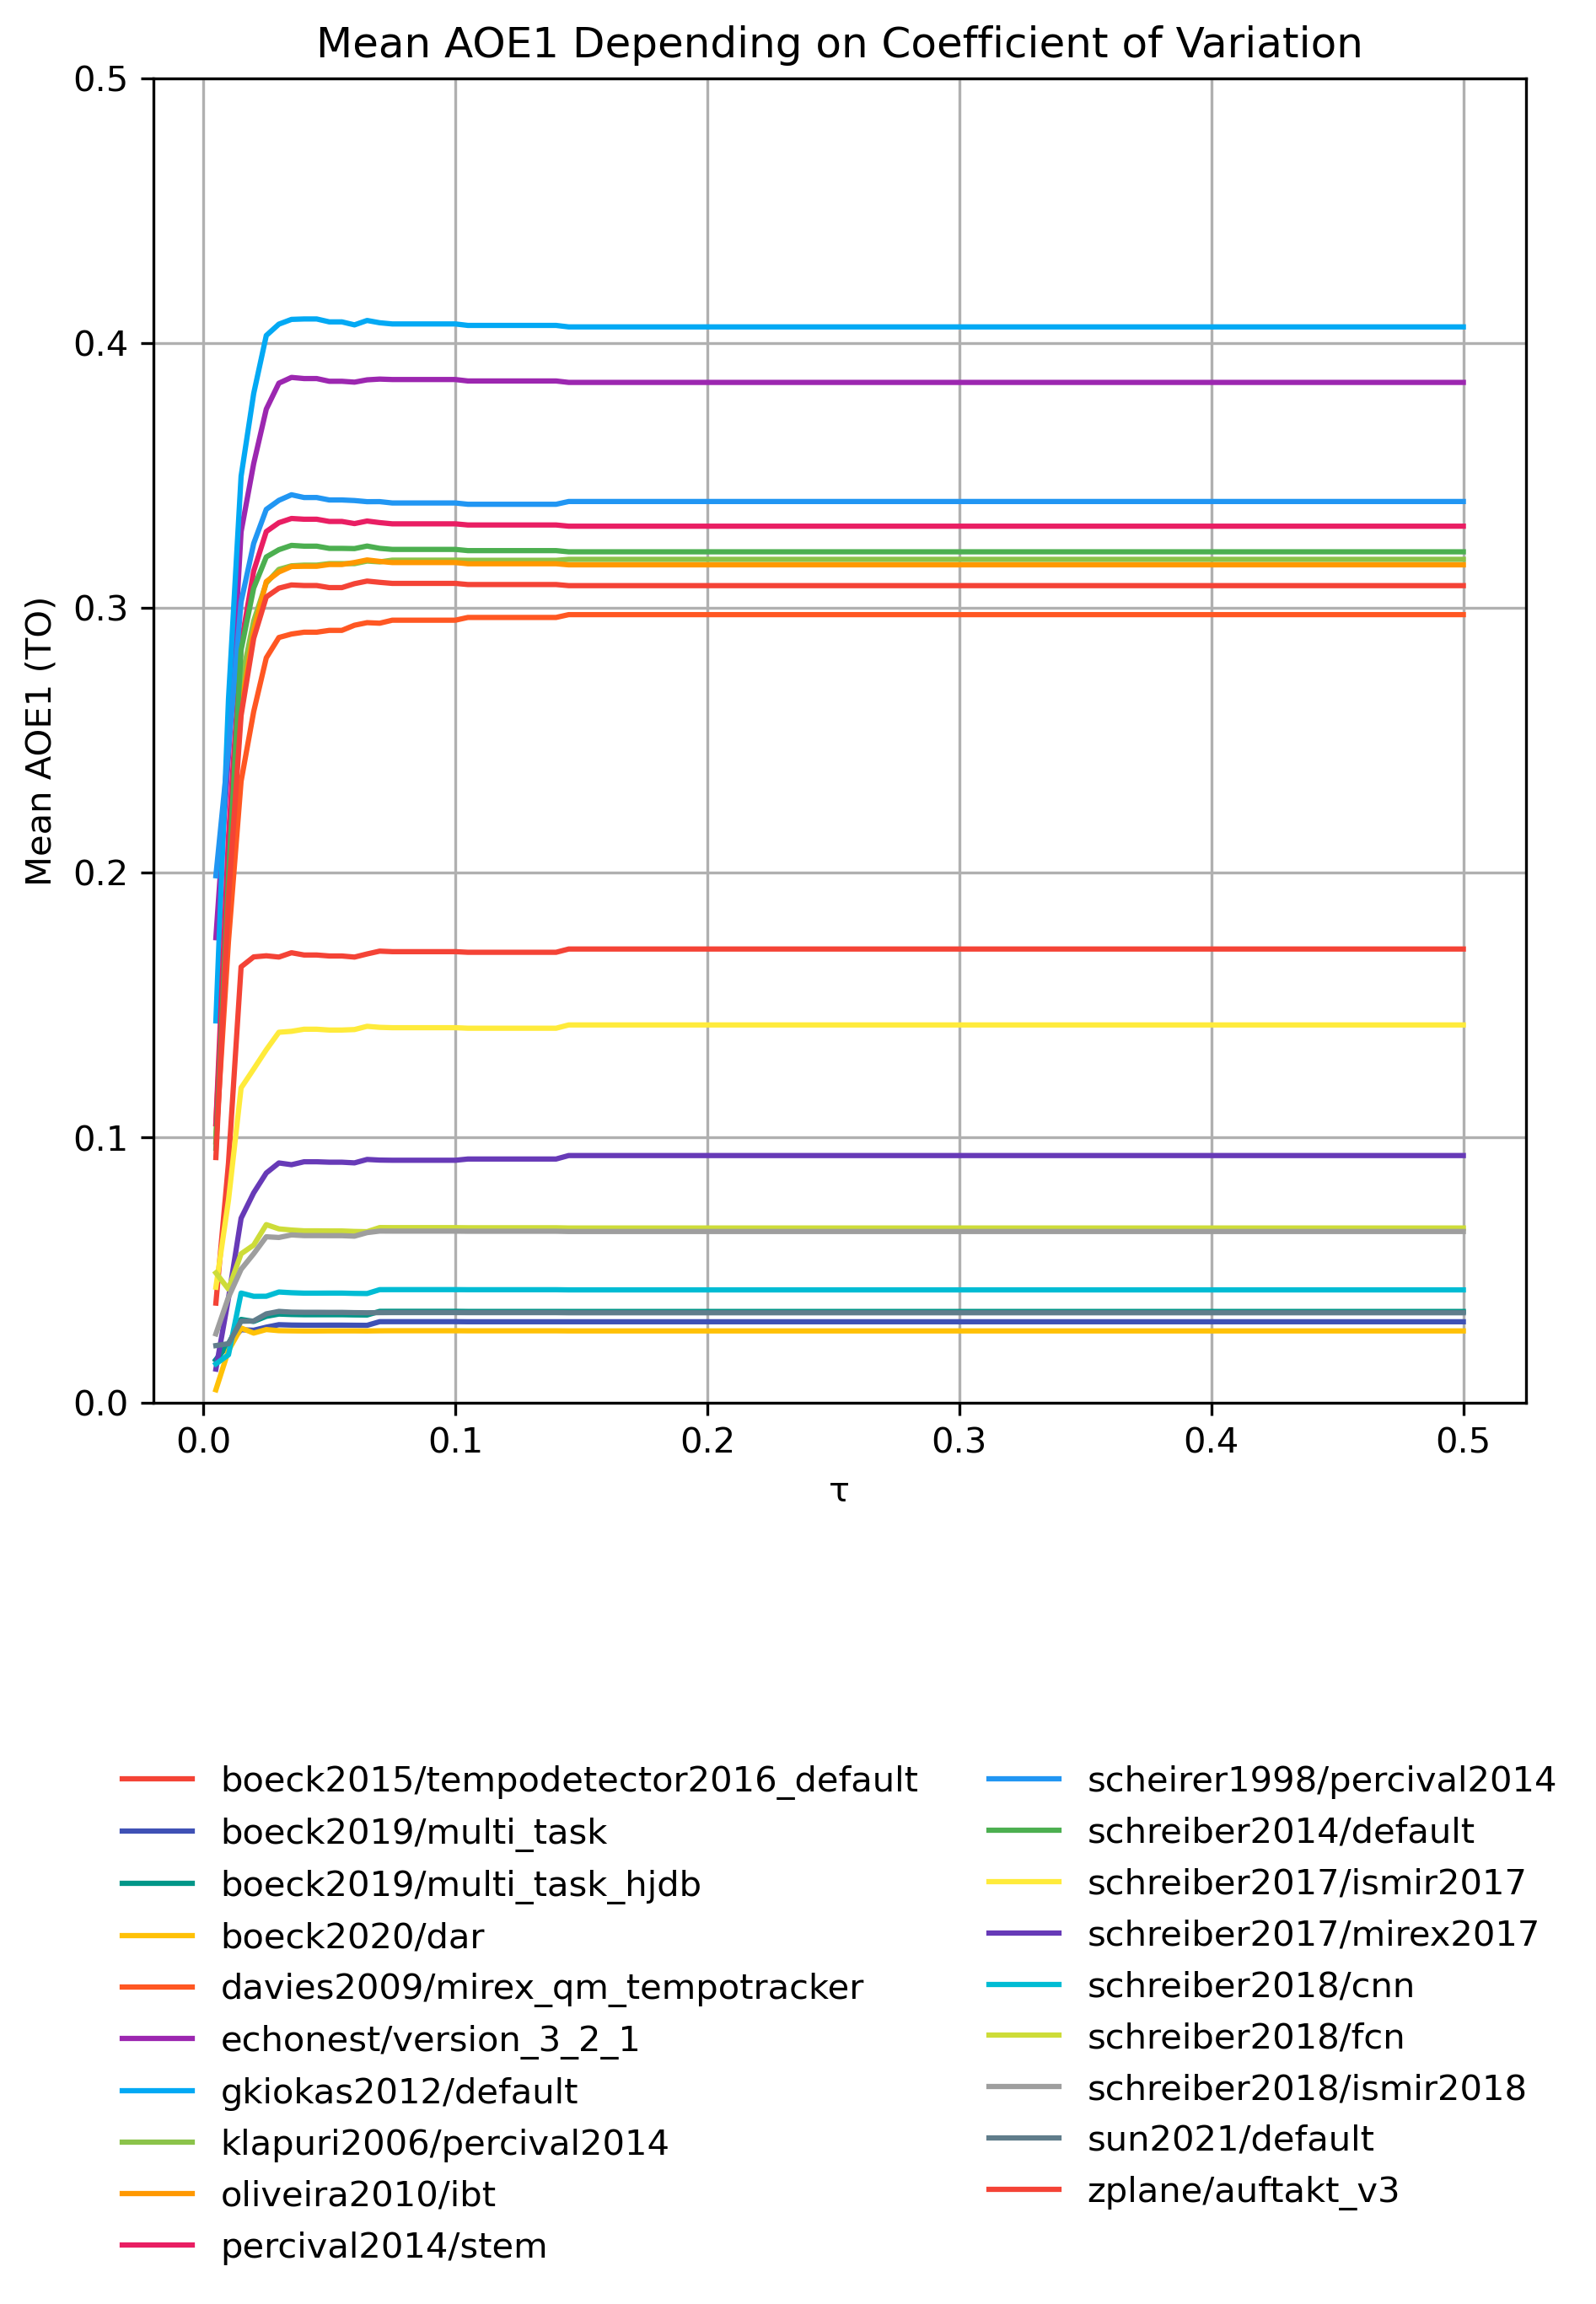 Mean AOE1 Depending on Coefficient of Variation
0.5
0.4
0.3
0.2
0.1
0.0
Mean AOE1 (TO)
0.0 0.1 0.2 0.3 0.4 0.5
τ
boeck2015/tempodetector2016_default
boeck2019/multi_task
boeck2019/multi_task_hjdb
boeck2020/dar
davies2009/mirex_qm_tempotracker
echonest/version_3_2_1
gkiokas2012/default
klapuri2006/percival2014
oliveira2010/ibt
percival2014/stem
scheirer1998/percival2014
schreiber2014/default
schreiber2017/ismir2017
schreiber2017/mirex2017
schreiber2018/cnn
schreiber2018/fcn
schreiber2018/ismir2018
sun2021/default
zplane/auftakt_v3